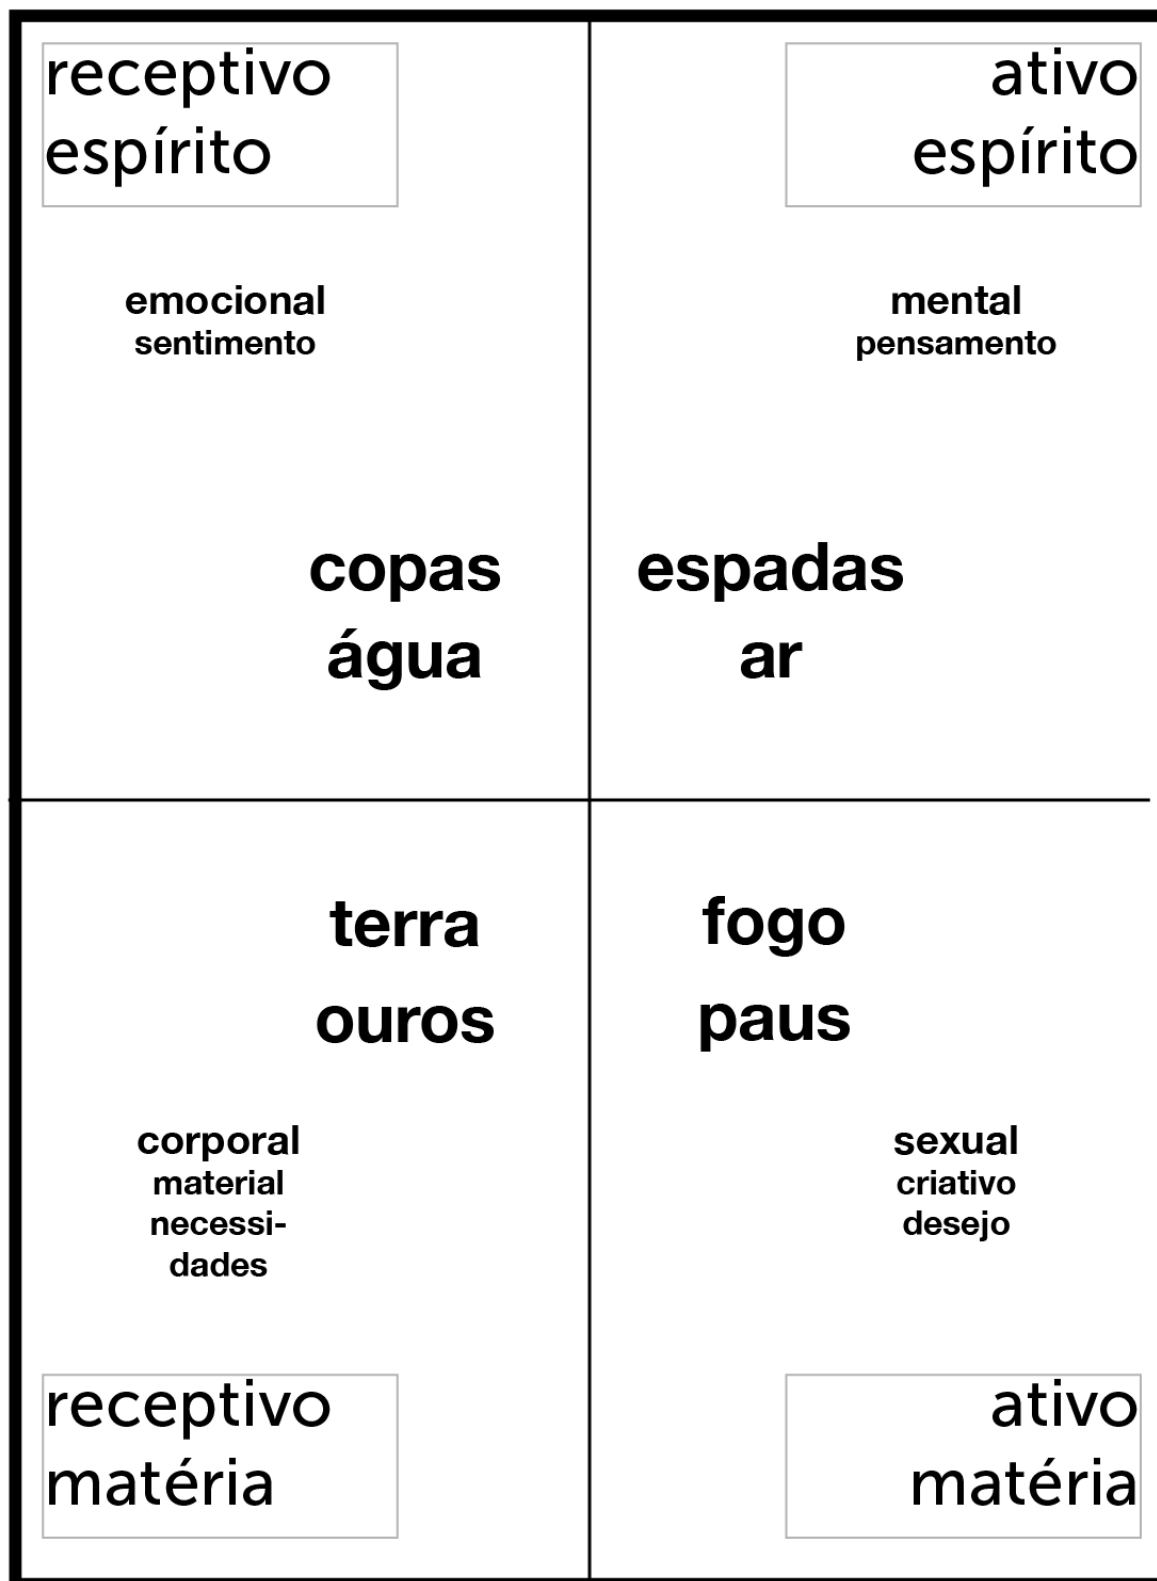 receptivo
espírito
ativo
espírito
emocional
sentimento
mental
pensamento
copas
água
espadas
ar
terra
ouros
fogo
paus
corporal
material
necessi-
dades
sexual
criativo
desejo
receptivo
matéria
ativo
matéria